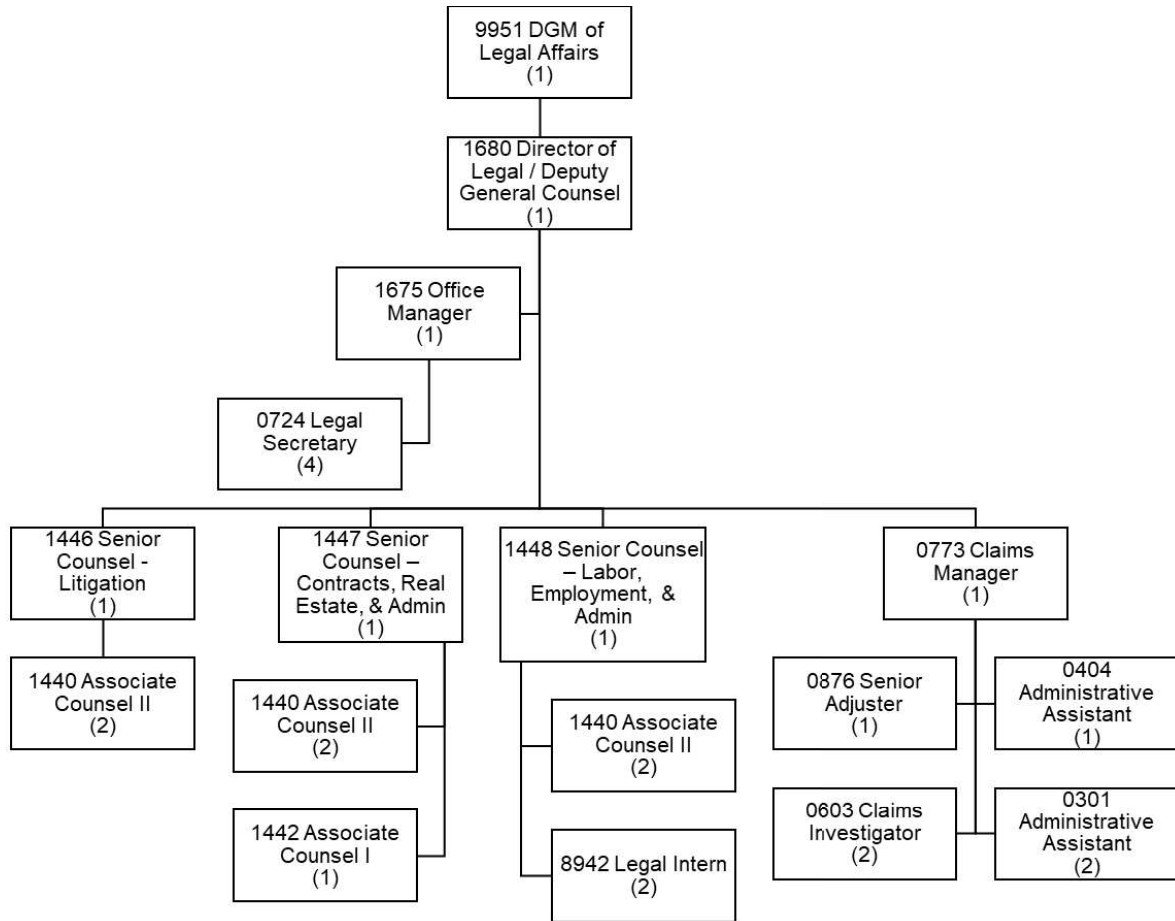 9951 DGM of
Legal Affairs
(1)
1680 Director of
Legal / Deputy
General Counsel
(1)
1675 Office
Manager
(1)
0724 Legal
Secretary
(4)
1446 Senior
Counsel -
Litigation
(1)
1440 Associate
Counsel II
(2)
1447 Senior
Counsel –
Contracts, Real
Estate, & Admin
(1)
1440 Associate
Counsel II
(2)
1442 Associate
Counsel I
(1)
1448 Senior Counsel
– Labor,
Employment, &
Admin
(1)
1440 Associate
Counsel II
(2)
8942 Legal Intern
(2)
0773 Claims
Manager
(1)
0876 Senior
Adjuster
(1)
0404
Administrative
Assistant
(1)
0603 Claims
Investigator
(2)
0301
Administrative
Assistant
(2)